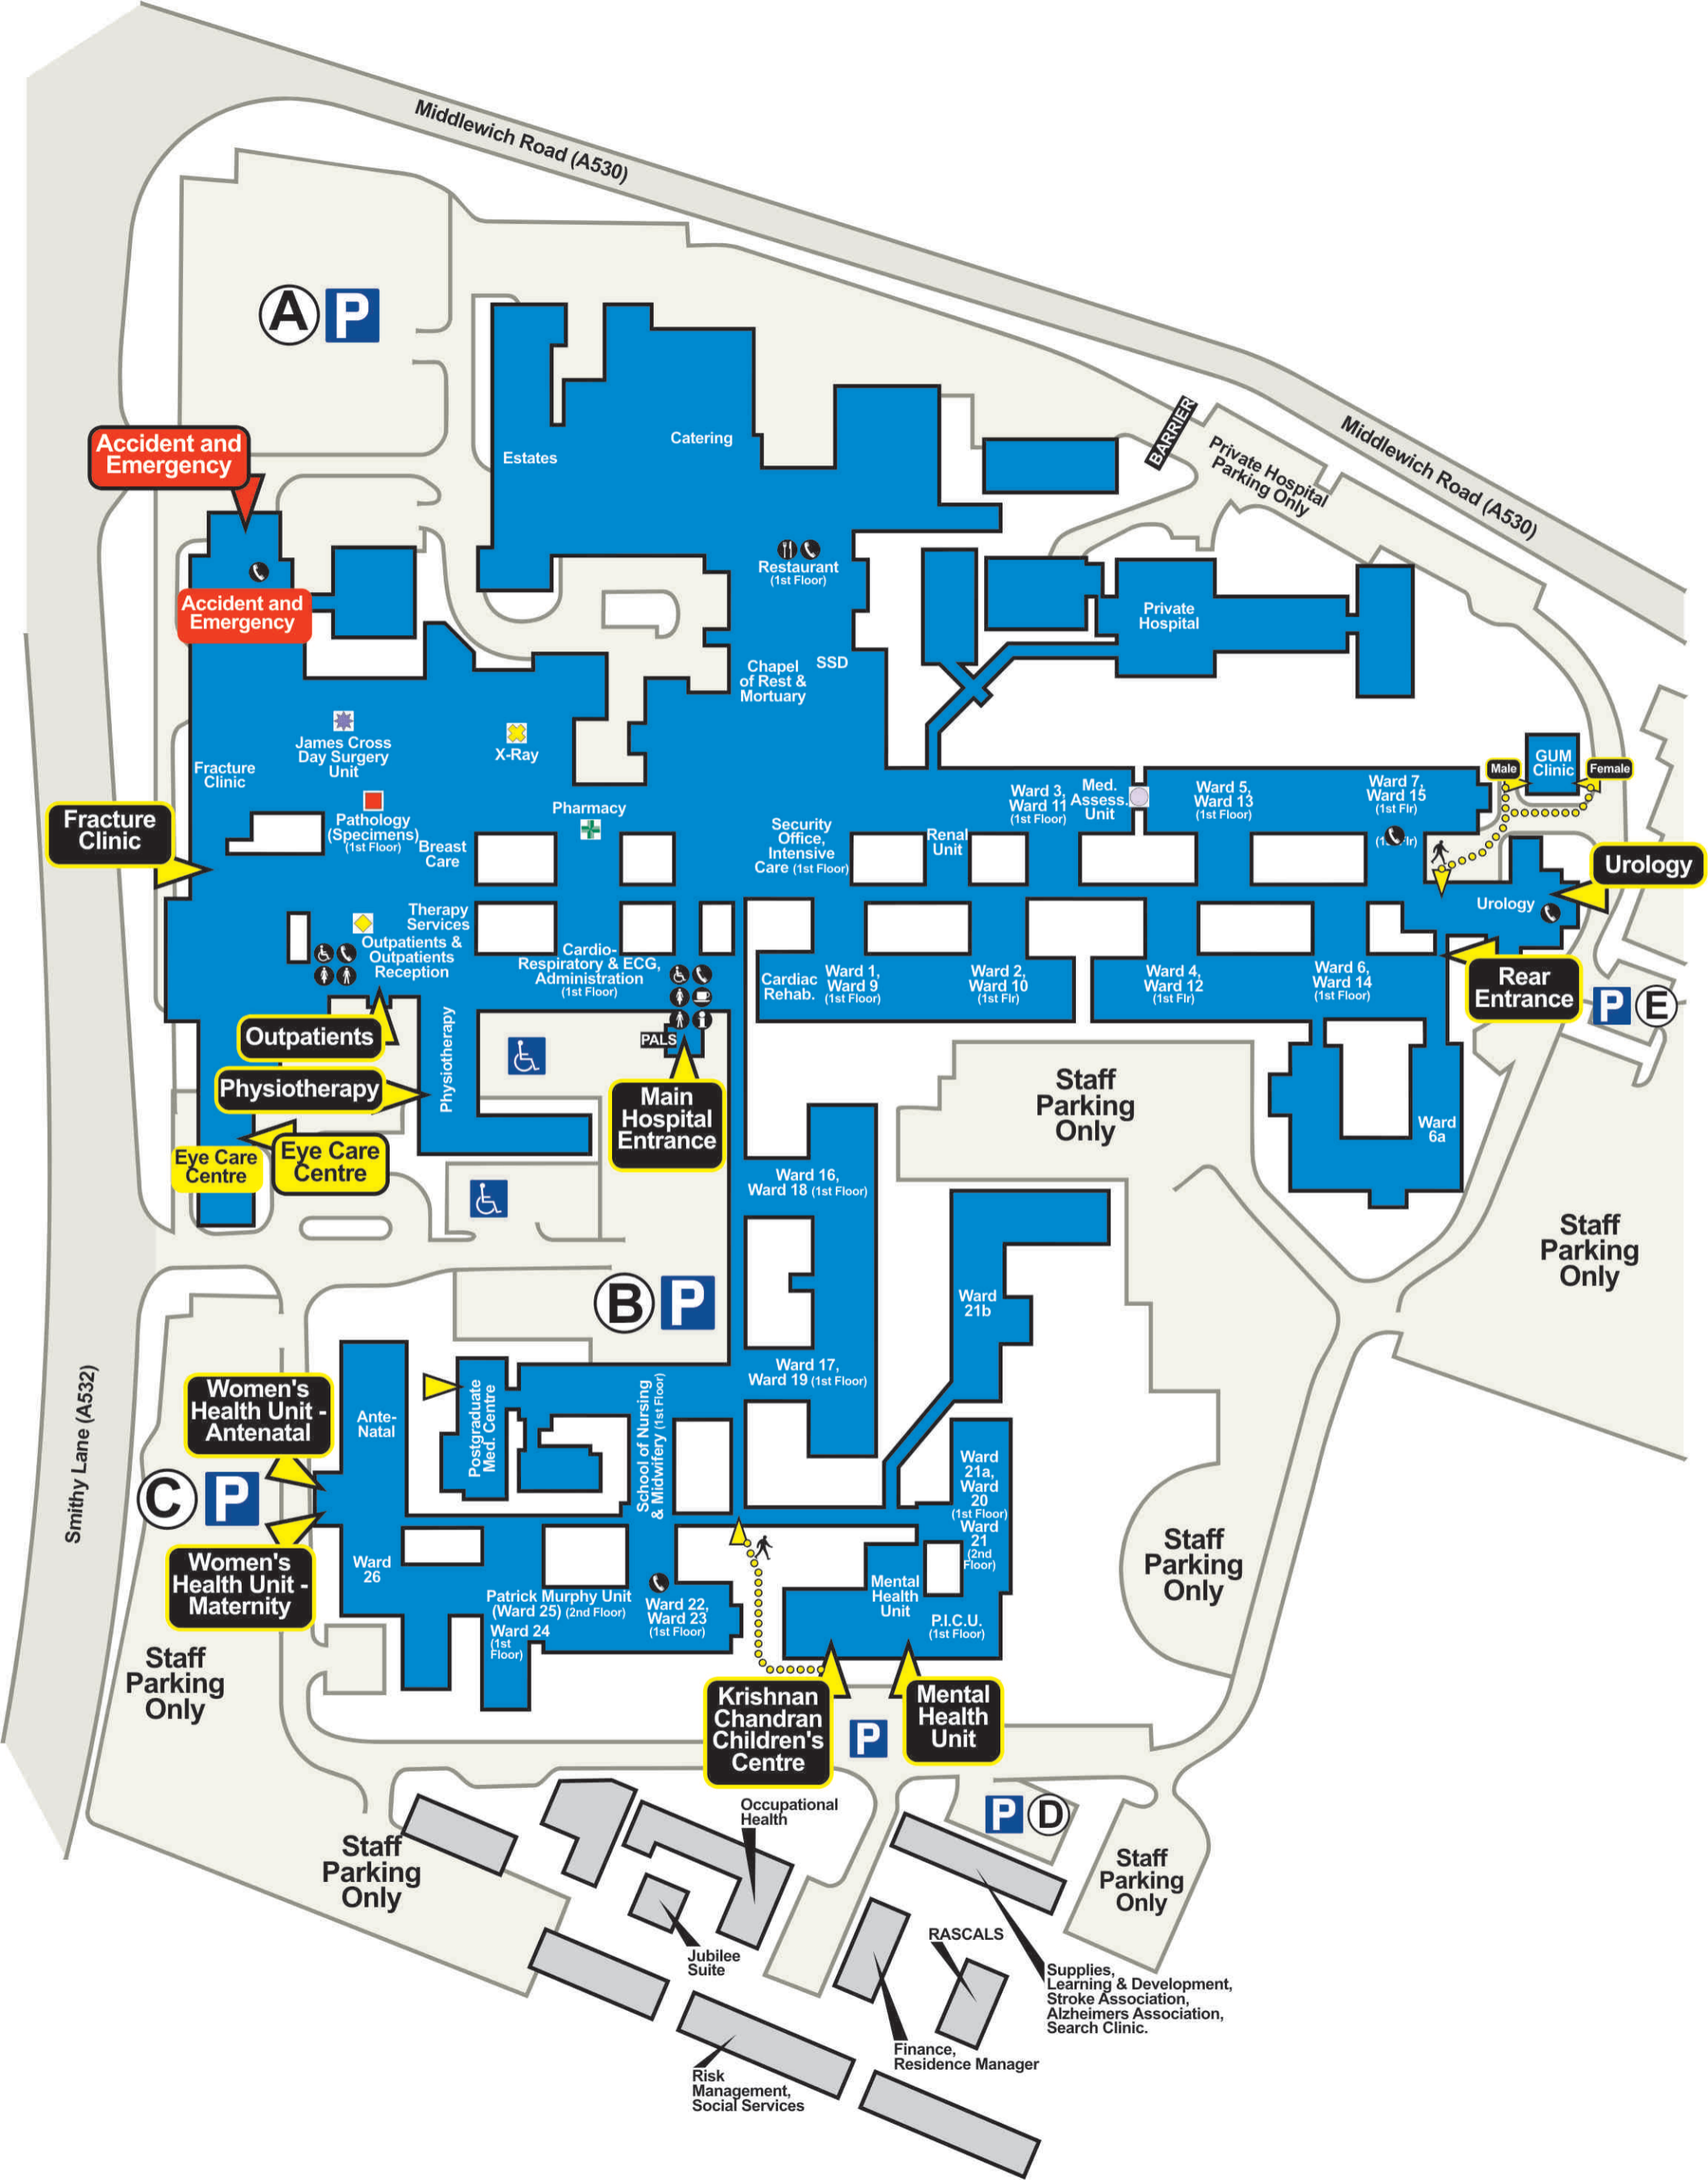 Middlewich Road (A530)
A P
Accident and
Emergency
Estates
Catering
BARRIER
Private Hospital
Parking Only
Middlewich Road (A530)
Restaurant
(1st Floor)
Accident and
Emergency
Private
Hospital
Chapel
of Rest &
Mortuary
SSD
James Cross
Day Surgery
Unit
X-Ray
Fracture
Clinic
Fracture
Clinic
Pathology
(Specimens)
(1st Floor)
Breast
Care
Pharmacy
Security
Office,
Intensive
Care (1st Floor)
Renal
Unit
Ward 3,
Ward 11
(1st Floor)
Med.
Assess.
Unit
Ward 5,
Ward 13
(1st Floor)
Ward 7,
Ward 15
(1st Flr)
Male
GUM
Clinic
Female
Urology
Urology
Therapy
Services
Outpatients &
Outpatients
Reception
Cardio-
Respiratory & ECG,
Administration
(1st Floor)
Cardiac
Rehab.
Ward 1,
Ward 9
(1st Floor)
Ward 2,
Ward 10
(1st Flr)
Ward 4,
Ward 12
(1st Flr)
Ward 6,
Ward 14
(1st Floor)
Rear
Entrance
P E
Outpatients
Physiotherapy
Physiotherapy
PALS
Main
Hospital
Entrance
Staff
Parking
Only
Ward
6a
Eye Care
Centre
Eye Care
Centre
Ward 16,
Ward 18 (1st Floor)
Staff
Parking
Only
B P
Ward
21b
Ward 17,
Ward 19 (1st Floor)
Smithy Lane (A532)
Women's
Health Unit -
Antenatal
Ante-
Natal
Postgraduate
Med. Centre
School of Nursing
& Midwifery (1st Floor)
C P
Ward
21a,
Ward
20
(1st Floor)
Ward
21
(2nd
Floor)
Women's
Health Unit -
Maternity
Ward
26
Patrick Murphy Unit
(Ward 25) (2nd Floor)
Ward 24
(1st
Floor)
Ward 22,
Ward 23
(1st Floor)
Mental
Health
Unit
P.I.C.U.
(1st Floor)
Staff
Parking
Only
Staff
Parking
Only
Krishnan
Chandran
Children's
Centre
P
Mental
Health
Unit
Occupational
Health
P D
Staff
Parking
Only
Staff
Parking
Only
Jubilee
Suite
RASCALS
Supplies,
Learning & Development,
Stroke Association,
Alzheimers Association,
Search Clinic.
Finance,
Residence Manager
Risk
Management,
Social Services